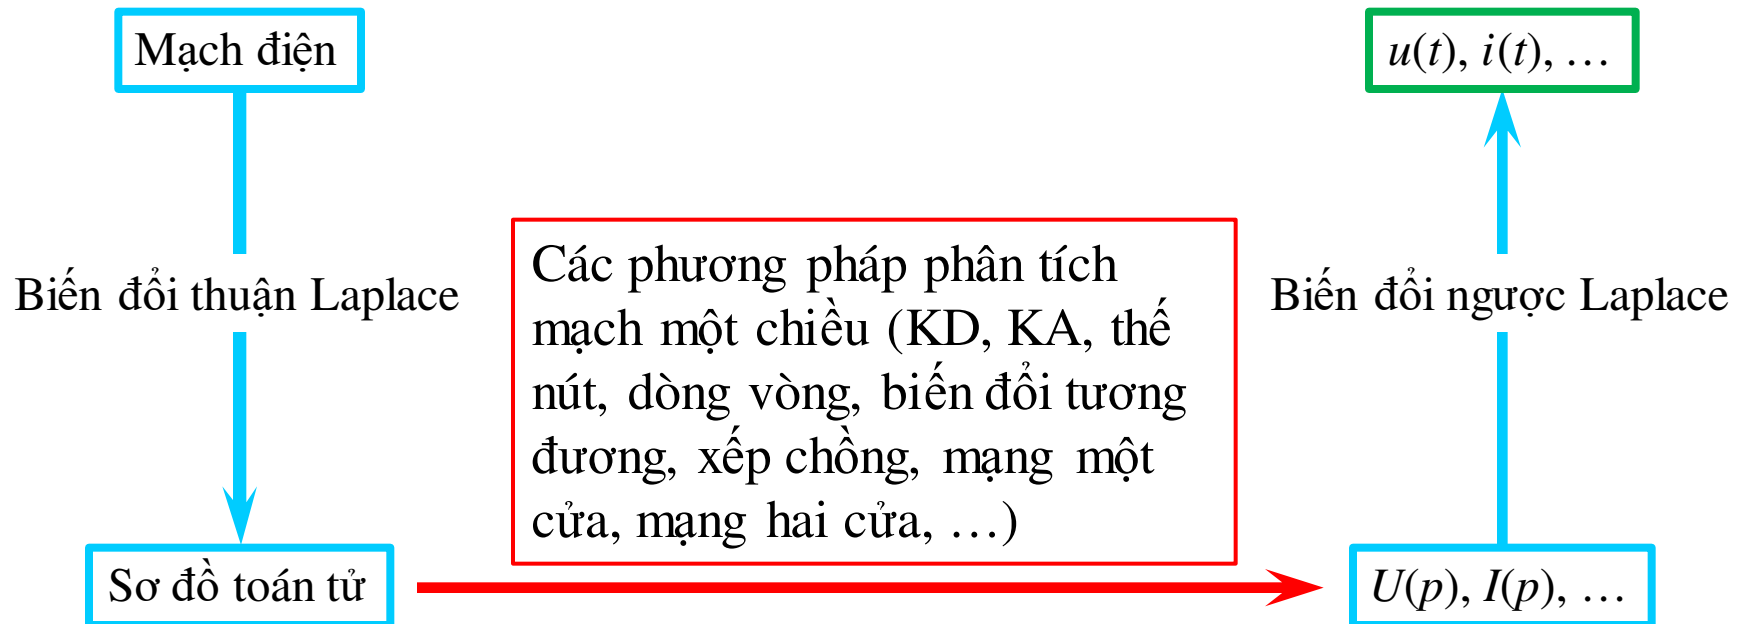 Mạch điện
u(t), i(t), …
Biến đổi thuận Laplace
Các phương pháp phân tích
mạch một chiều (KD, KA, thế
nút, dòng vòng, biến đổi tương
đương, xếp chồng, mạng một
cửa, mạng hai cửa, …)
Biến đổi ngược Laplace
Sơ đồ toán tử
U(p), I(p), …